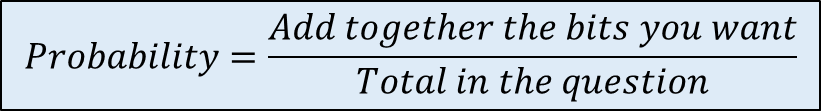 Probability = Add together the bits you want
Total in the question